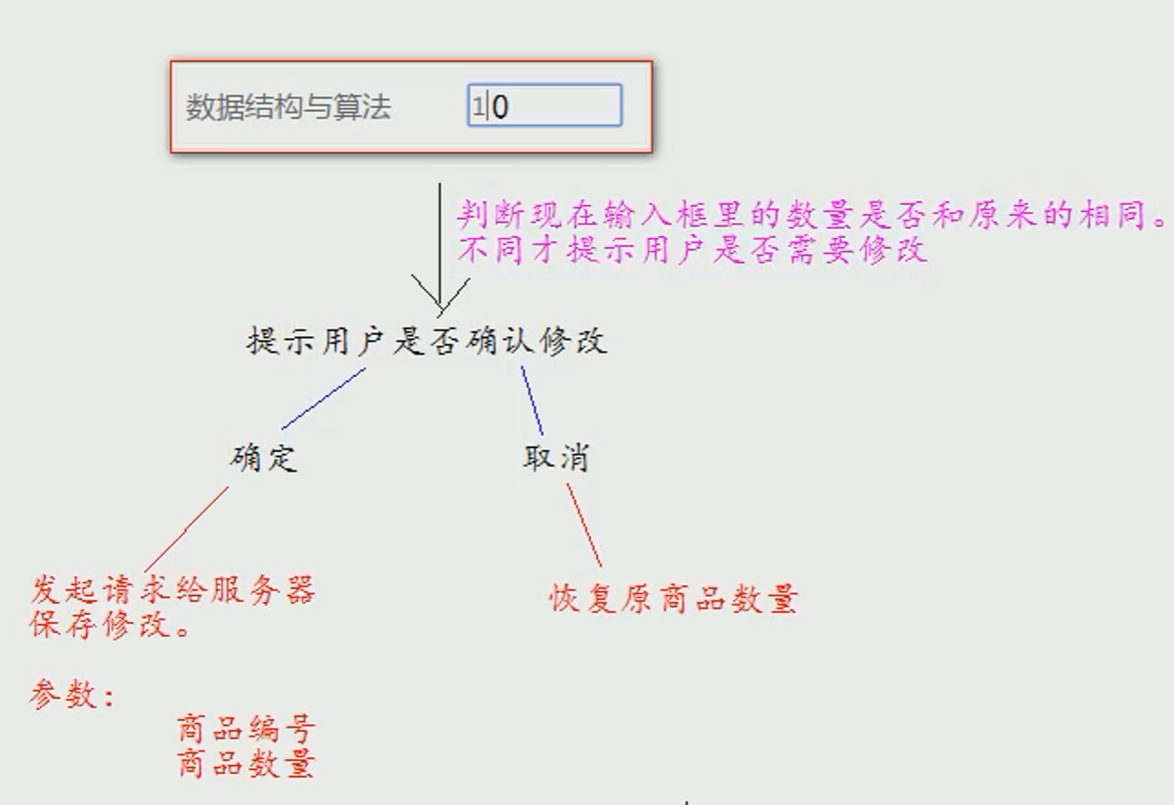 数据结构与算法 10
判断现在输入框里的数量是否和原来的相同。
不同才提示用户是否需要修改
提示用户是否确认修改
确定 取消
发起请求给服务器
保存修改。
恢复原商品数量
参数：
商品编号
商品数量